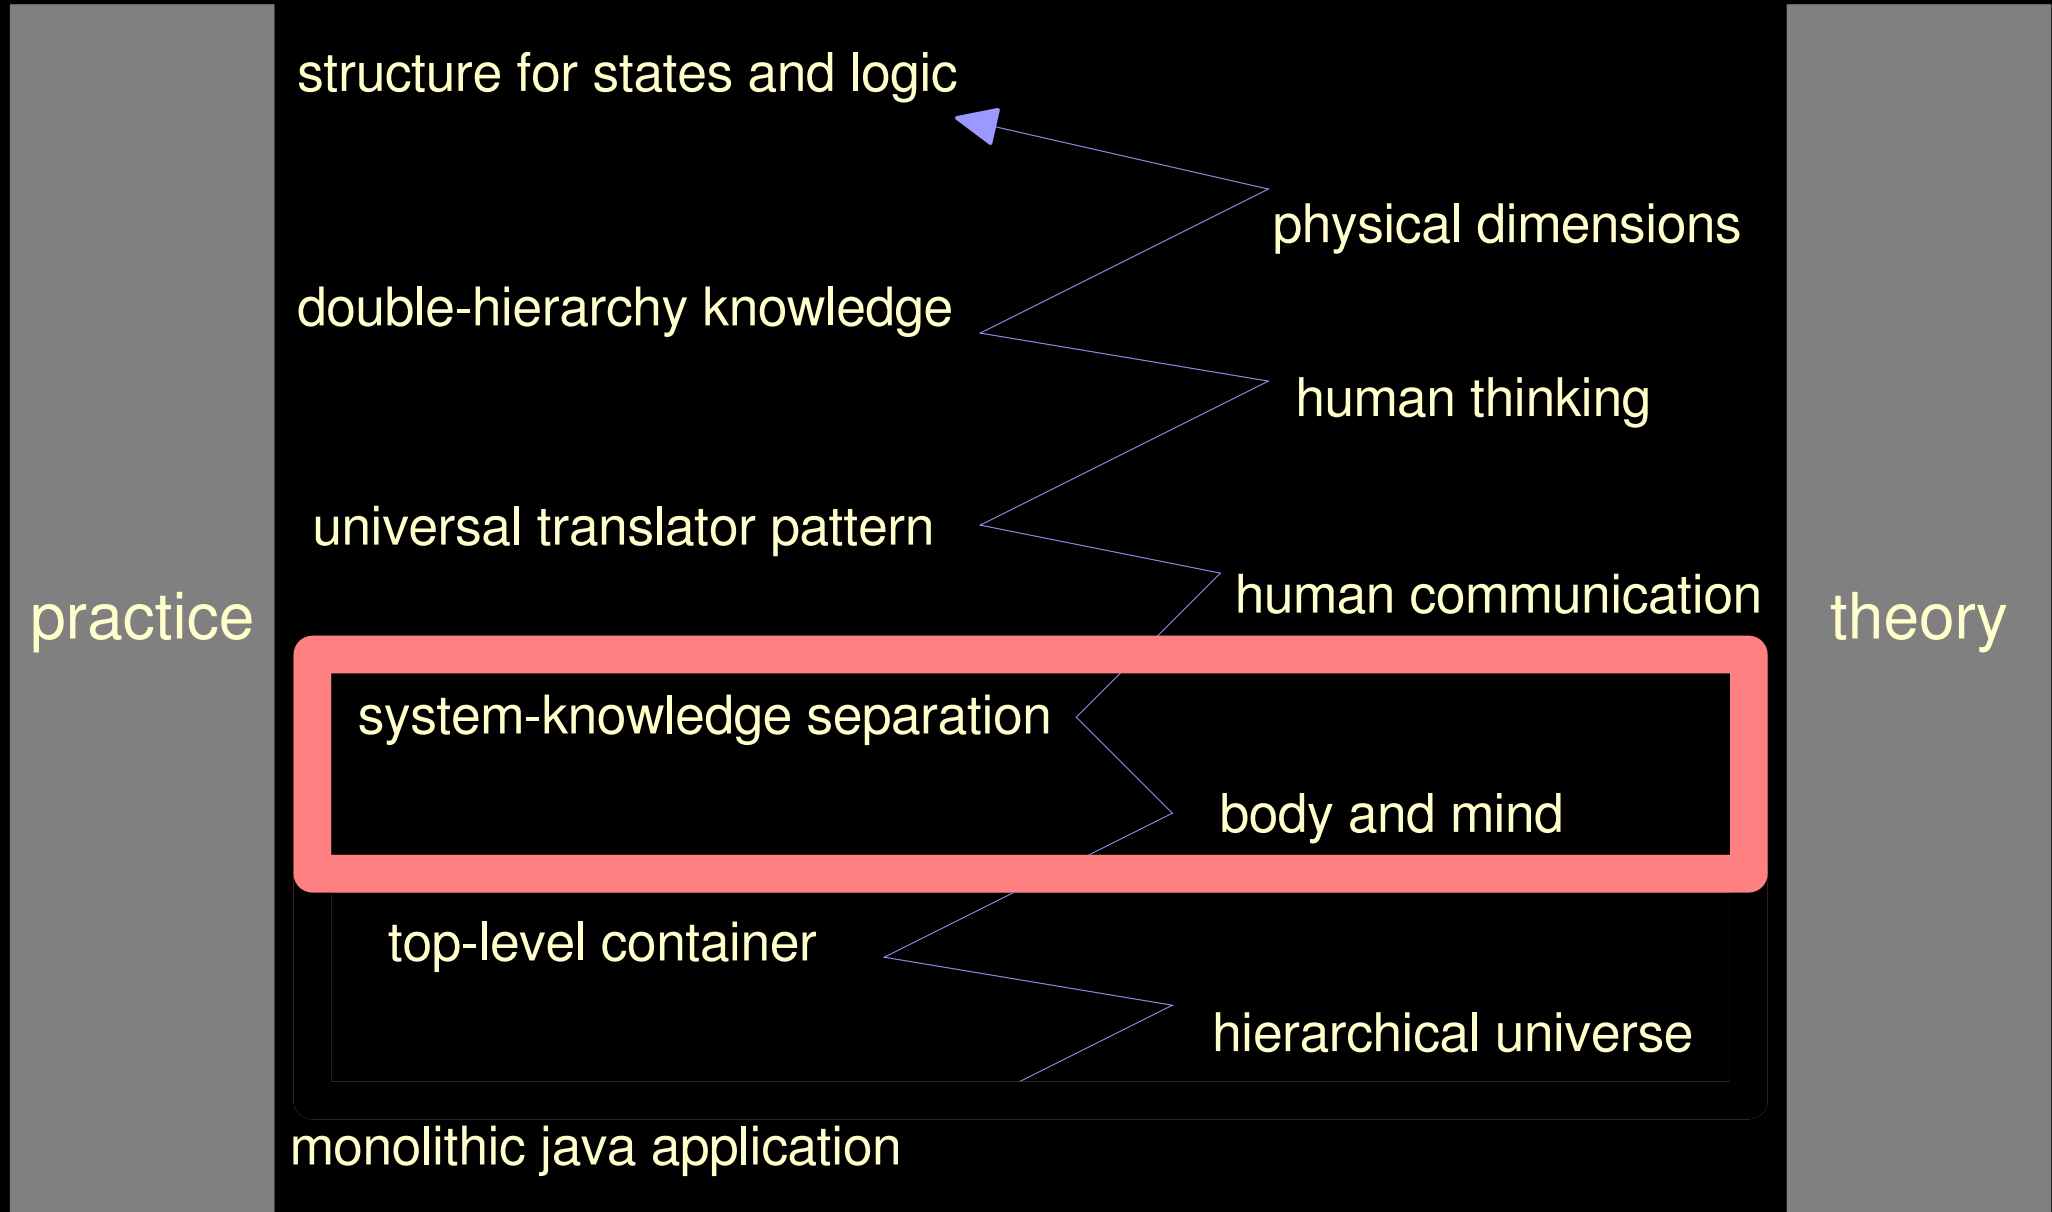 structure for states and logic
physical dimensions
double-hierarchy knowledge
human thinking
universal translator pattern
human communication
practice
theory
system-knowledge separation
body and mind
top-level container
hierarchical universe
monolithic java application